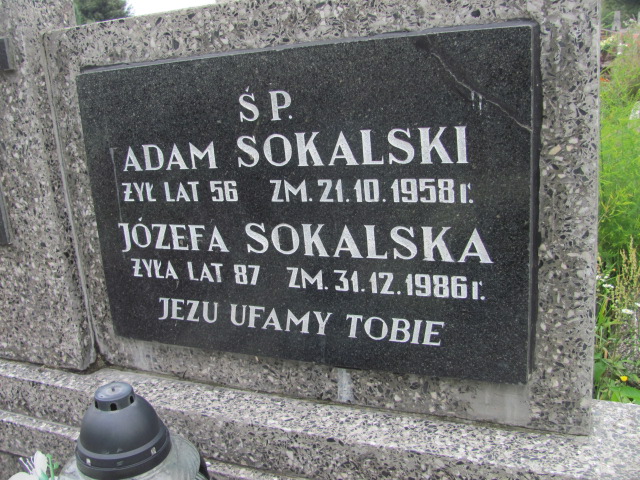 Ś P.
ADAM SOKALSKI
ŻYŁ LAT 56 ZM. 21.10.1958 r.
JÓZEFA SOKALSKA
ŻYŁA LAT 87 ZM. 31.12.1986 r.
JEZU UFAMY TOBIE